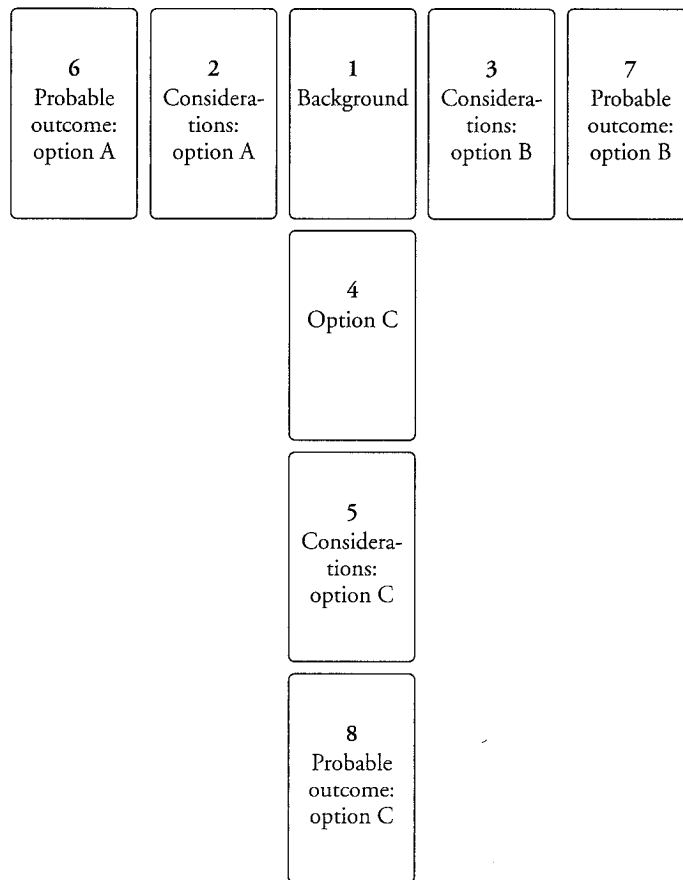 6
Probable
outcome:
option A
2
Considera-
tions:
option A
1
Background
3
Considera-
tions:
option B
7
Probable
outcome:
option B
4
Option C
5
Considera-
tions:
option C
8
Probable
outcome:
option C